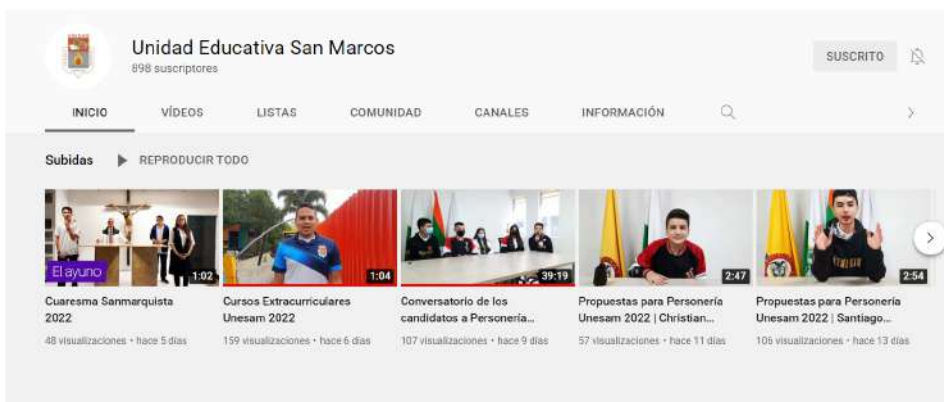 Unidad Educativa San Marcos
898 suscriptores
SUSCRITO
INICIO VÍDEOS LISTAS COMUNIDAD CANALES INFORMACIÓN
Subidas REPRODUCIR TODO
El ayuno
1:02
1:04
39:19
2:47
2:54
Cuaresma Sanmarquista
2022
48 visualizaciones • hace 5 días
Cursos Extracurriculares
Unesam 2022
159 visualizaciones • hace 6 días
Conversatorio de los
candidatos a Personería...
107 visualizaciones • hace 9 días
Propuestas para Personería
Unesam 2022 | Christian...
57 visualizaciones • hace 11 días
Propuestas para Personería
Unesam 2022 | Santiago...
106 visualizaciones • hace 13 días